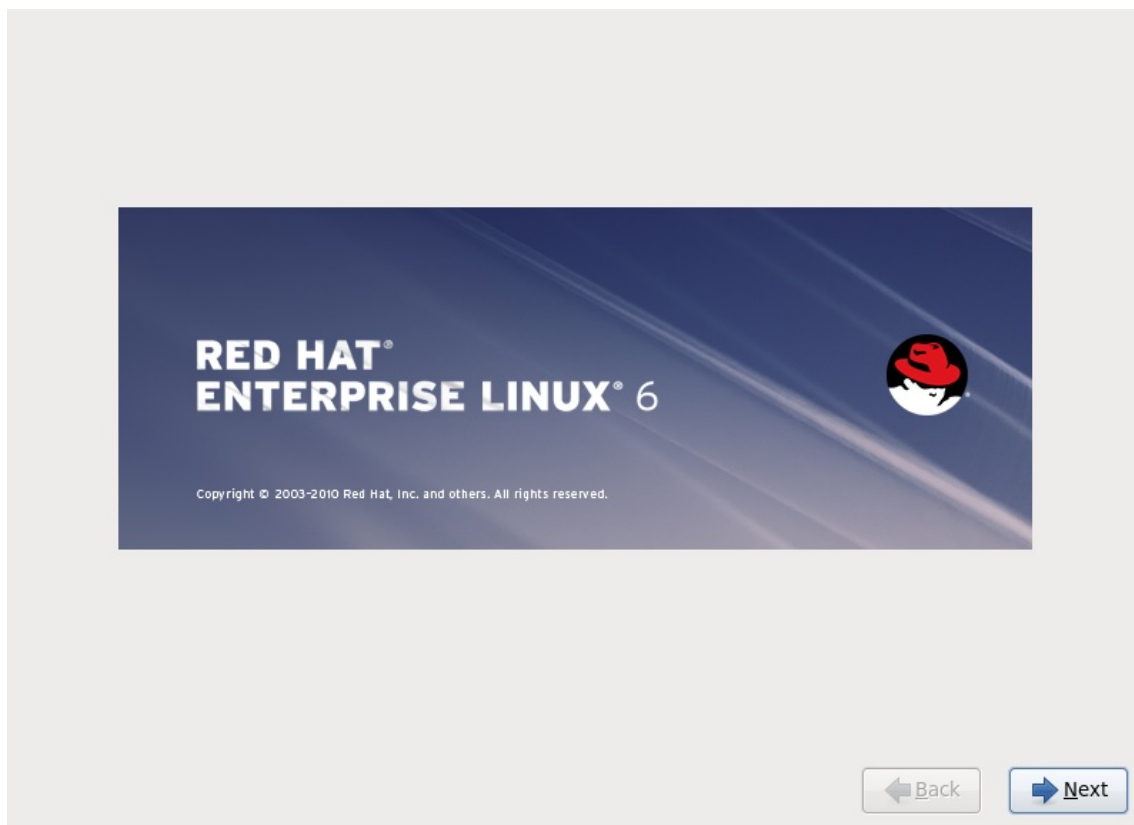 RED HAT®
ENTERPRISE LINUX® 6
Copyright © 2003-2010 Red Hat, Inc. and others. All rights reserved.
Back
Next